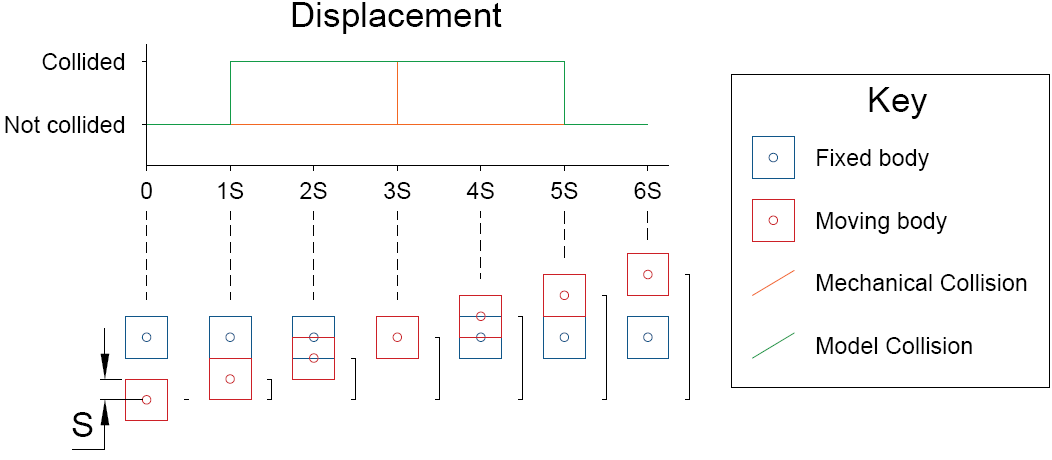 Displacement
Collided
Not collided
0 1S 2S 3S 4S 5S 6S
S
Key
Fixed body
Moving body
Mechanical Collision
Model Collision